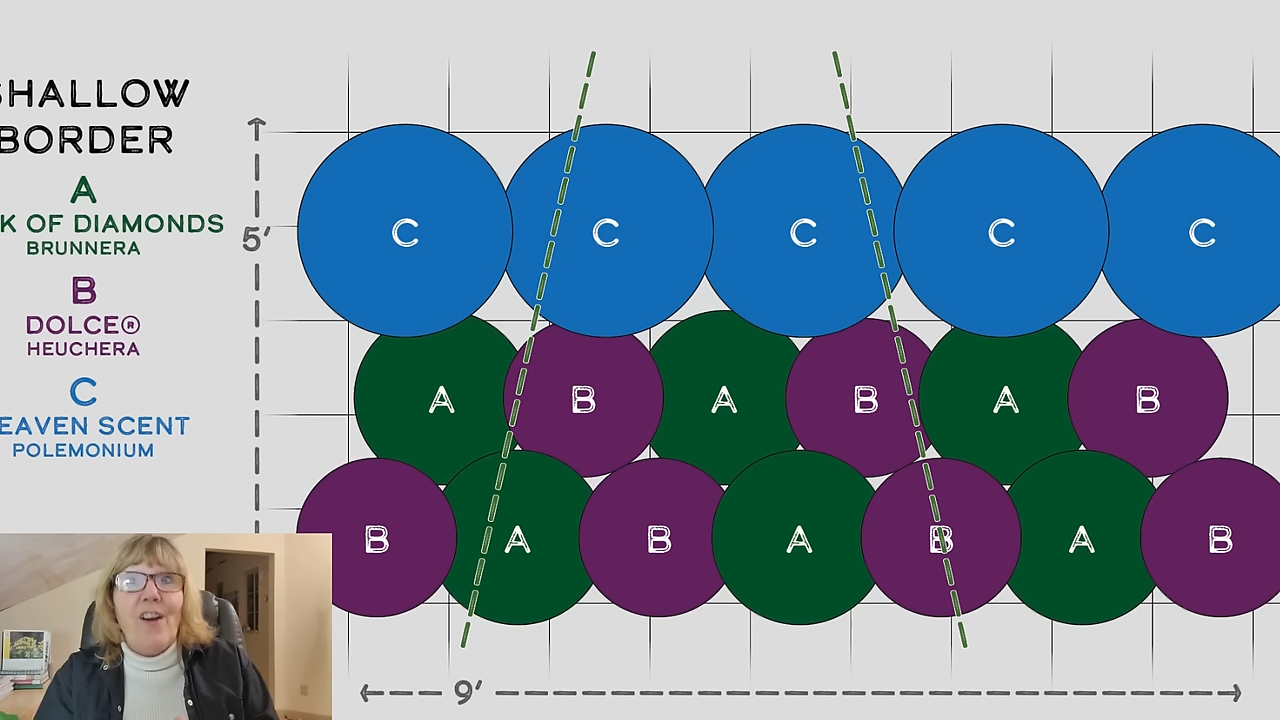 SHALLOW
BORDER
A
K OF DIAMONDS
BRUNNERA
B
DOLCE®
HEUCHERA
C
EAVEN SCENT
POLEMONIUM
5'
C C C C C
A B A B A B
B A B A B A B
9'